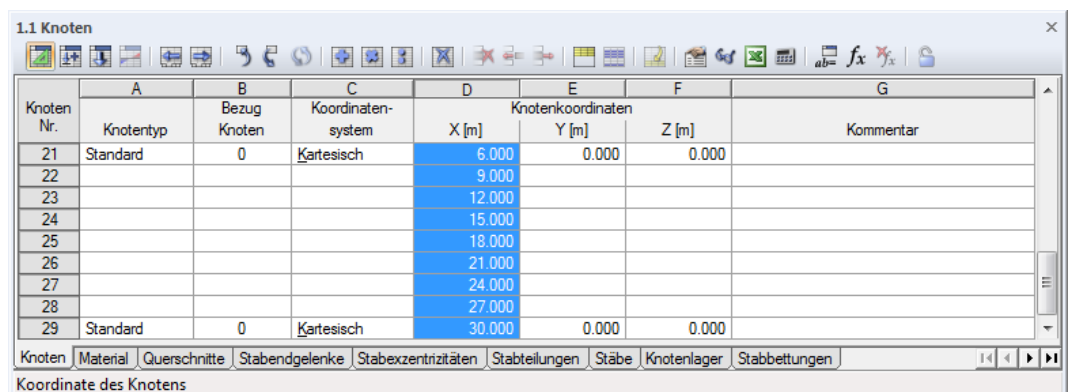 1.1 Knoten
A B C D E F G
Knoten Nr. Knotentyp Bezug Knoten Koordinaten-system Knotenkoordinaten X [m] Y [m] Z [m] Kommentar
21 Standard 0 Kartesisch 6.000 0.000 0.000
22 9.000
23 12.000
24 15.000
25 18.000
26 21.000
27 24.000
28 27.000
29 Standard 0 Kartesisch 30.000 0.000 0.000
Knoten Material Querschnitte Stabendgelenke Stabexzentrizitäten Stabteilungen Stäbe Knotenlager Stabbettungen
Koordinate des Knotens